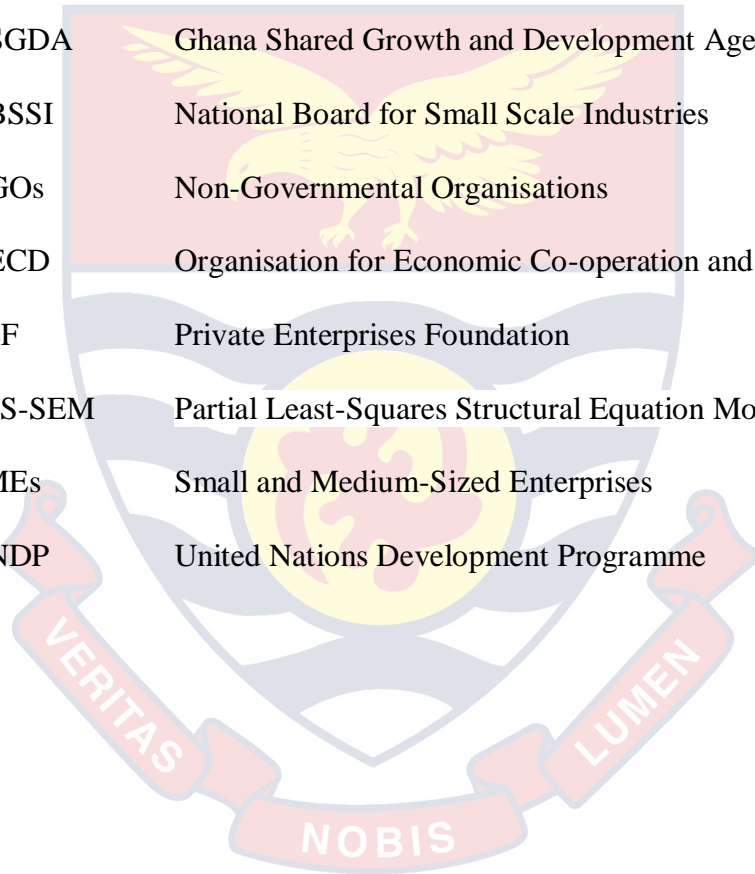 SGDA Ghana Shared Growth and Development Age
BSSI National Board for Small Scale Industries
GOs Non-Governmental Organisations
ECD Organisation for Economic Co-operation and
F Private Enterprises Foundation
S-SEM Partial Least-Squares Structural Equation Mo
MEs Small and Medium-Sized Enterprises
NDP United Nations Development Programme
VERITAS
NOBIS
LUMEN